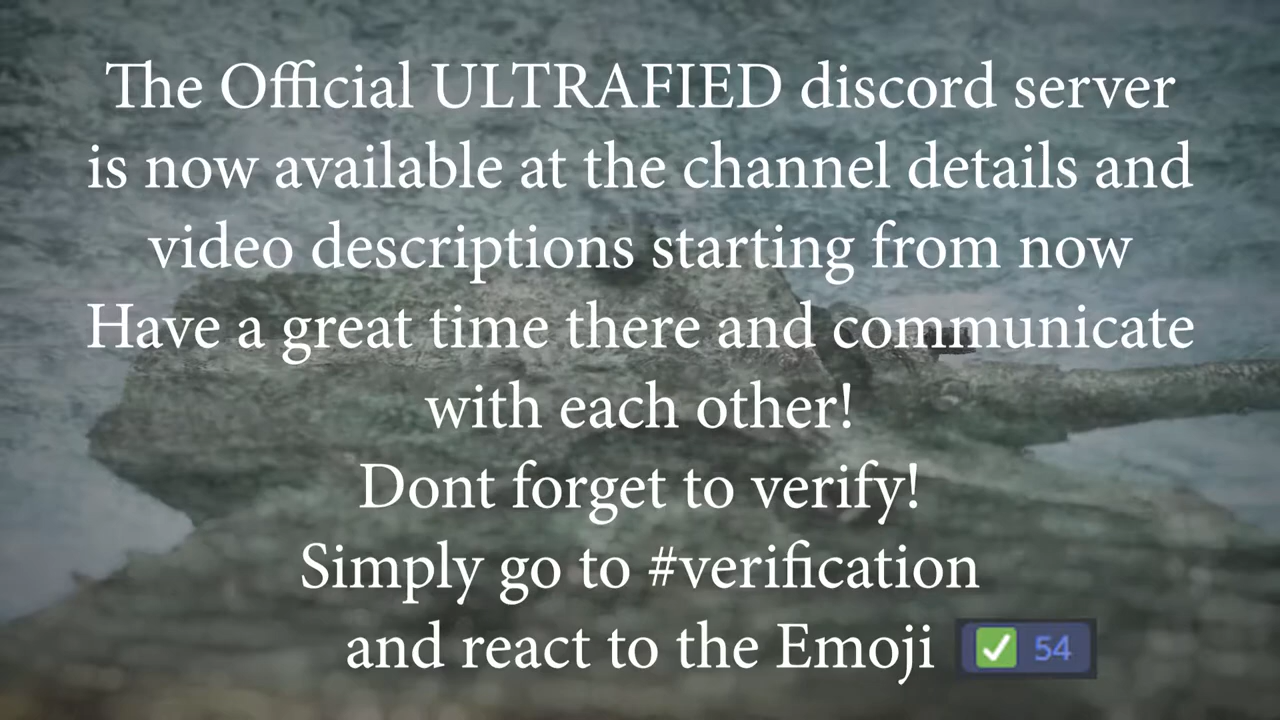 The Official ULTRAFIED discord server
is now available at the channel details and
video descriptions starting from now
Have a great time there and communicate
with each other!
Dont forget to verify!
Simply go to #verification
and react to the Emoji ✅ 54